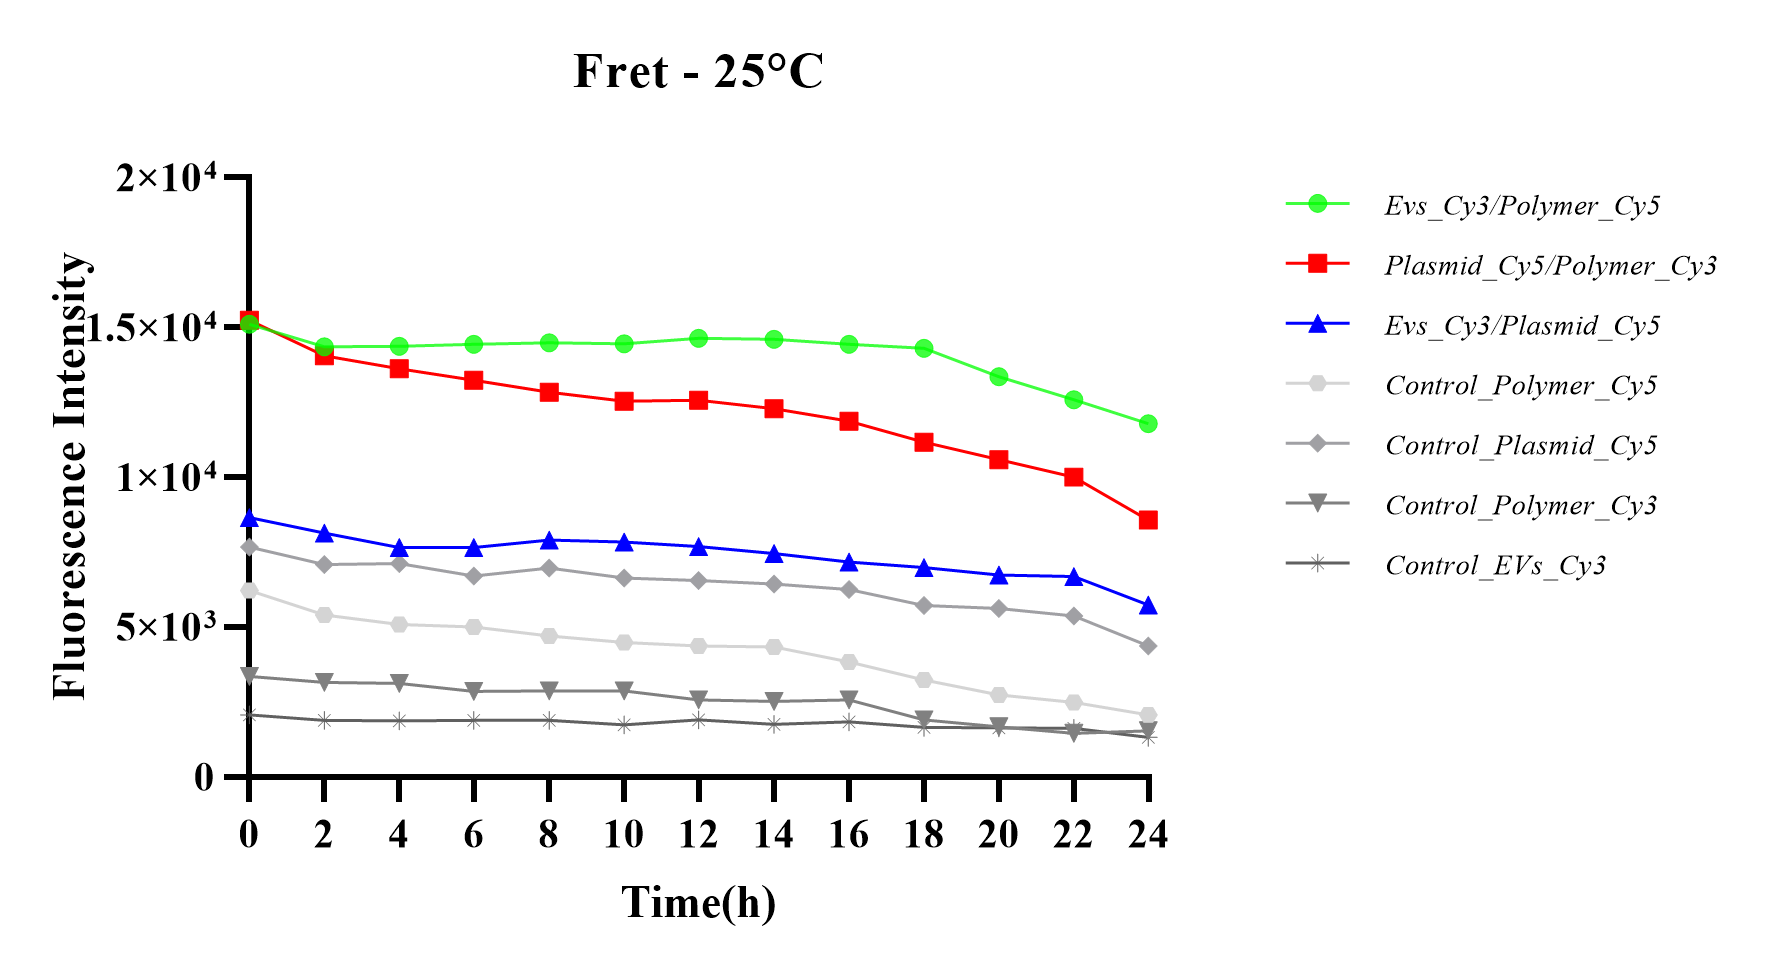 Fret - 25°C
Fluorescence Intensity
2×10⁴
1.5×10⁴
1×10⁴
5×10³
0
0 2 4 6 8 10 12 14 16 18 20 22 24
Time(h)
Evs_Cy3/Polymer_Cy5
Plasmid_Cy5/Polymer_Cy3
Evs_Cy3/Plasmid_Cy5
Control_Polymer_Cy5
Control_Plasmid_Cy5
Control_Polymer_Cy3
Control_EVs_Cy3